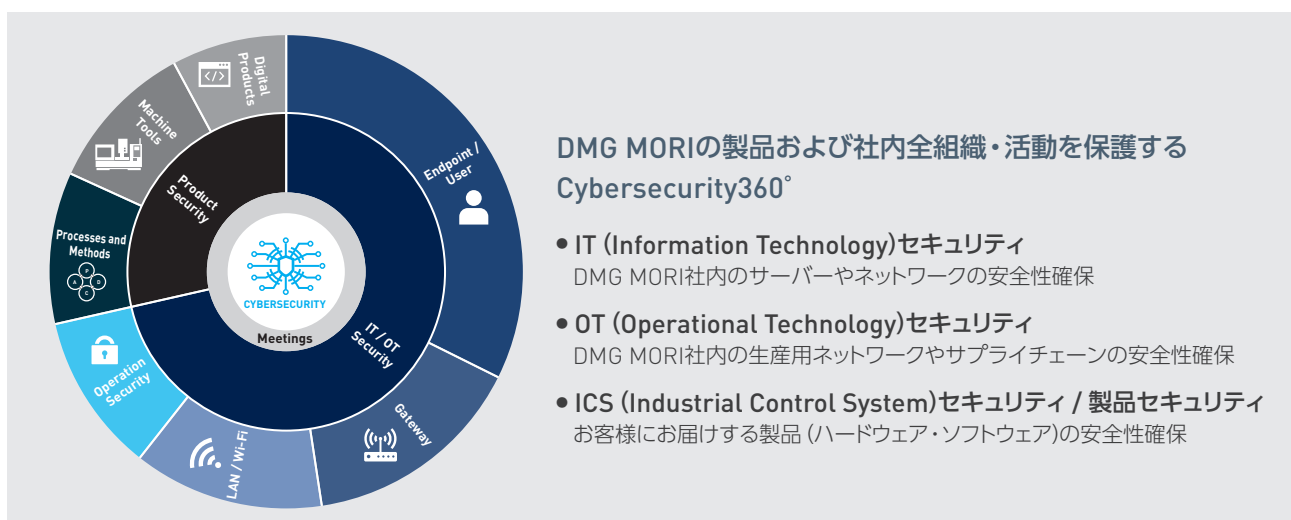 Digital
Products
Machine
Tools
Processes and
Methods
P
A
D
C
Operation
Security
LAN / Wi-Fi
Gateway
Endpoint /
User
Product
Security
IT / OT
Security
CYBERSECURITY
Meetings
DMG MORIの製品および社内全組織・活動を保護する
Cybersecurity360°
● IT (Information Technology)セキュリティ
DMG MORI社内のサーバーやネットワークの安全性確保
● OT (Operational Technology)セキュリティ
DMG MORI社内の生産用ネットワークやサプライチェーンの安全性確保
● ICS (Industrial Control System)セキュリティ / 製品セキュリティ
お客様にお届けする製品 (ハードウェア・ソフトウェア)の安全性確保